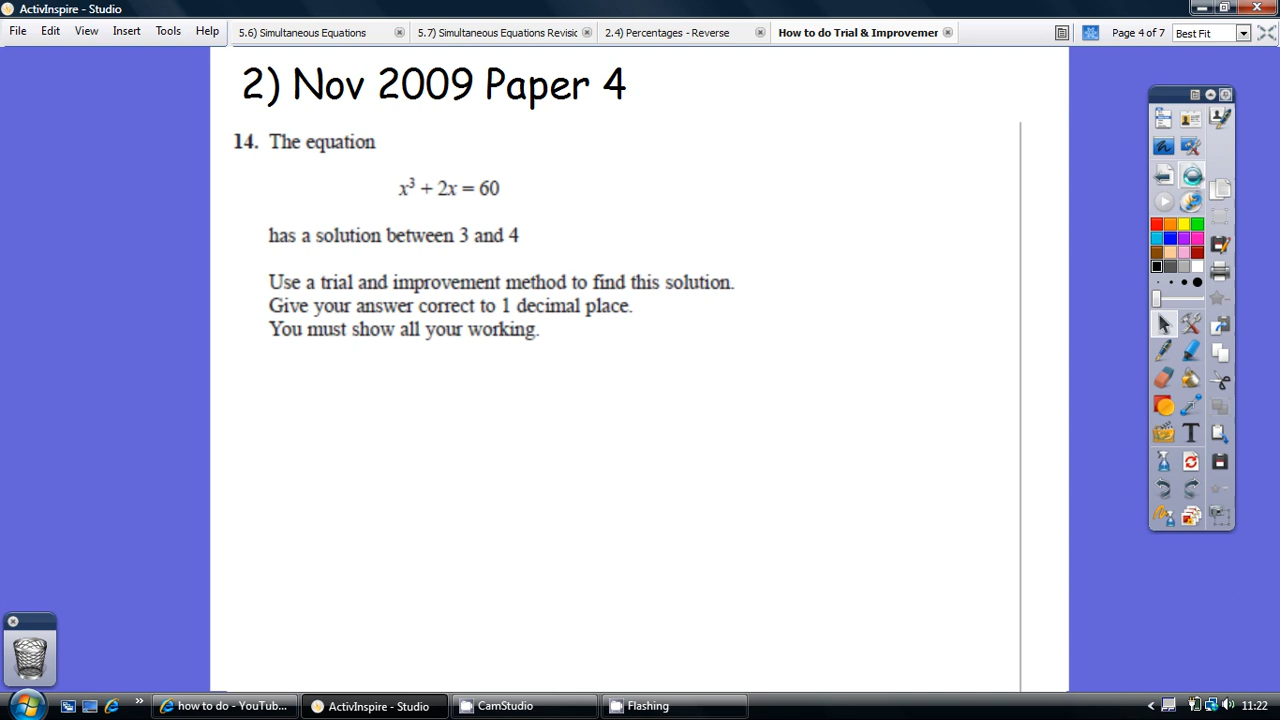 ActivInspire - Studio
File Edit View Insert Tools Help
5.6) Simultaneous Equations
5.7) Simultaneous Equations Revisic
2.4) Percentages - Reverse
How to do Trial & Improvemer
Page 4 of 7
Best Fit
2) Nov 2009 Paper 4
14. The equation
x³ + 2x = 60
has a solution between 3 and 4
Use a trial and improvement method to find this solution.
Give your answer correct to 1 decimal place.
You must show all your working.
how to do - YouTub...
ActivInspire - Studio
CamStudio
Flashing
11:22